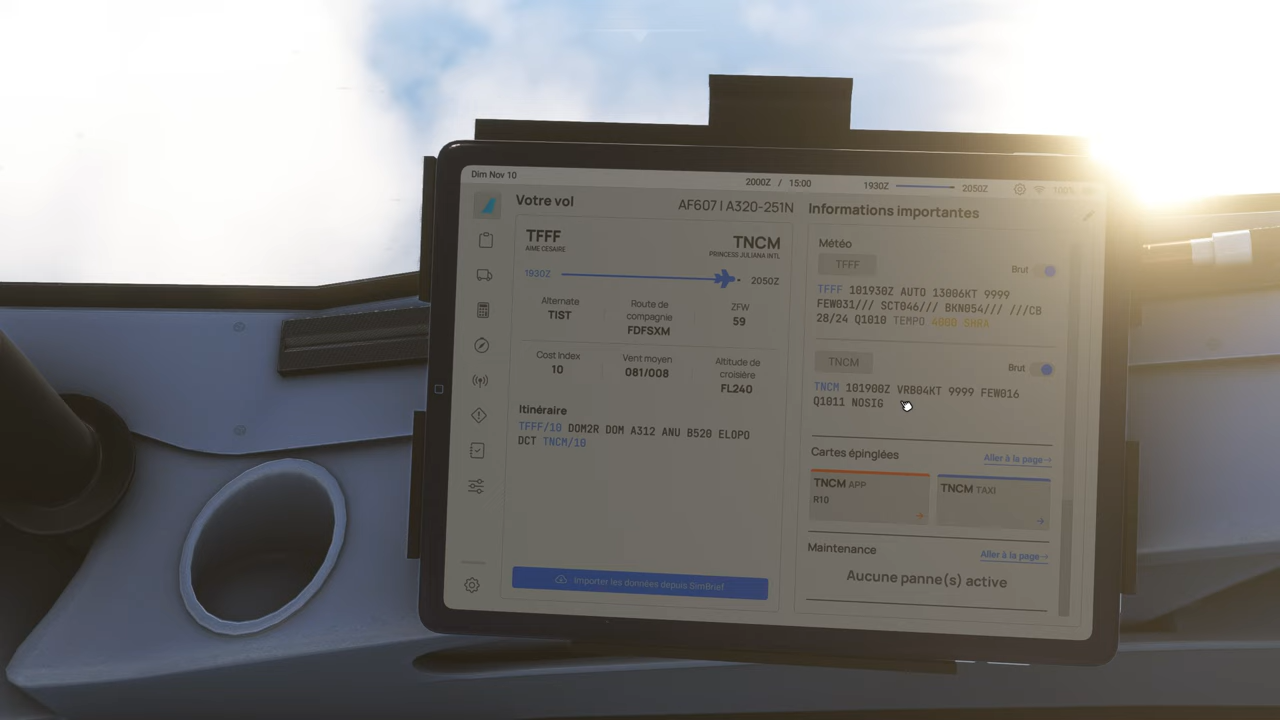 Dim Nov 10
2000Z / 15:00
1930Z
2050Z
100%
Votre vol
AF607 | A320-251N
TFFF
AIME CESAIRE
TNCM
PRINCESS JULIANA INTL
1930Z
2050Z
Alternate
TIST
Route de
compagnie
FDFSXM
ZFW
59
Cost Index
10
Vent moyen
081/008
Altitude de
croisière
FL240
Itinéraire
TFFF/10 DOM2R DOM A312 ANU B520 ELOPO
DCT TNCM/10
Importer les données depuis SimBrief
Informations importantes
Météo
TFFF
Brut
TFFF 101930Z AUTO 13006KT 9999
FEW031/// SCT046/// BKN054/// ///CB
28/24 Q1010 TEMPO 4000 SHRA
TNCM
Brut
TNCM 101900Z VRB04KT 9999 FEW016
Q1011 NOSIG
Cartes épinglées
Aller à la page
TNCM APP
R10
TNCM TAXI
Maintenance
Aller à la page
Aucune panne(s) active